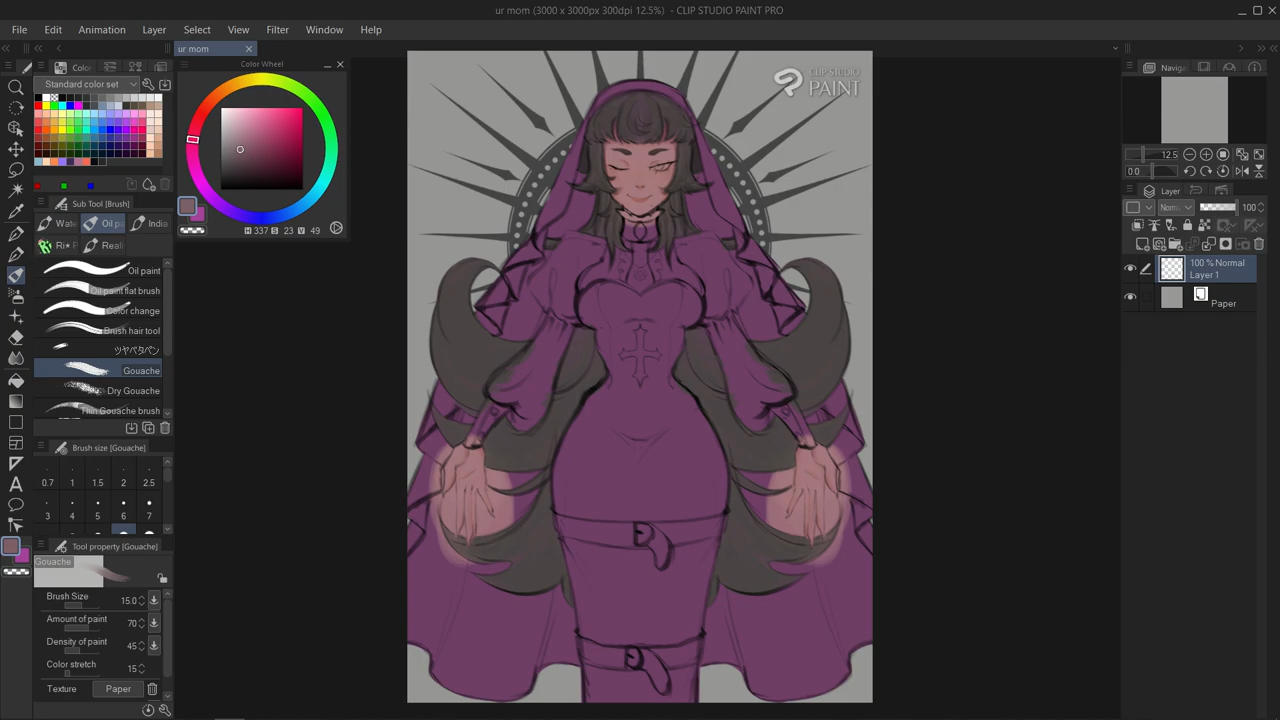 ur mom (3000 x 3000px 300dpi 12.5%) - CLIP STUDIO PAINT PRO
File Edit Animation Layer Select View Filter Window Help
ur mom
Color Wheel
Standard color set
CLIP STUDIO
PAINT
H 337 S 23 V 49
Sub Tool [Brush]
Oil paint
Oil paint flat brush
Color change
Brush hair tool
ツヤベタペン
Gouache
Dry Gouache
Thin Gouache brush
Brush size [Gouache]
0.7 1 1.5 2 2.5
3 4 5 6 7
Tool property [Gouache]
Gouache
Brush Size 15.0
Amount of paint 70
Density of paint 45
Color stretch 15
Texture Paper
Naviga
12.5
0.0
Layer
Norm 100
100 % Normal
Layer 1
Paper